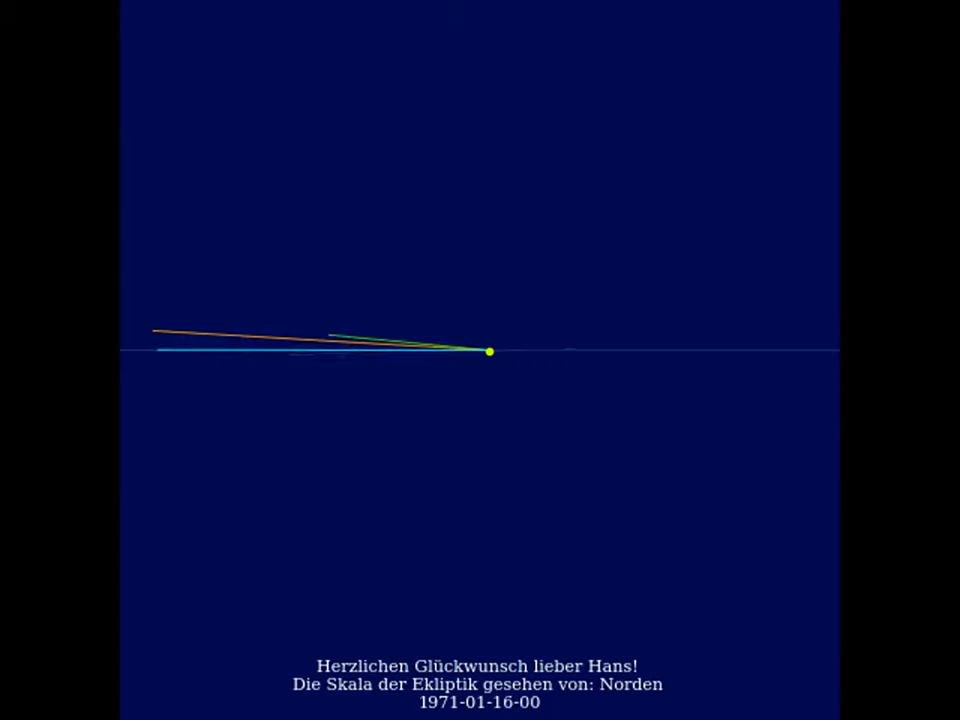 Herzlichen Glückwunsch lieber Hans!
Die Skala der Ekliptik gesehen von: Norden
1971-01-16-00